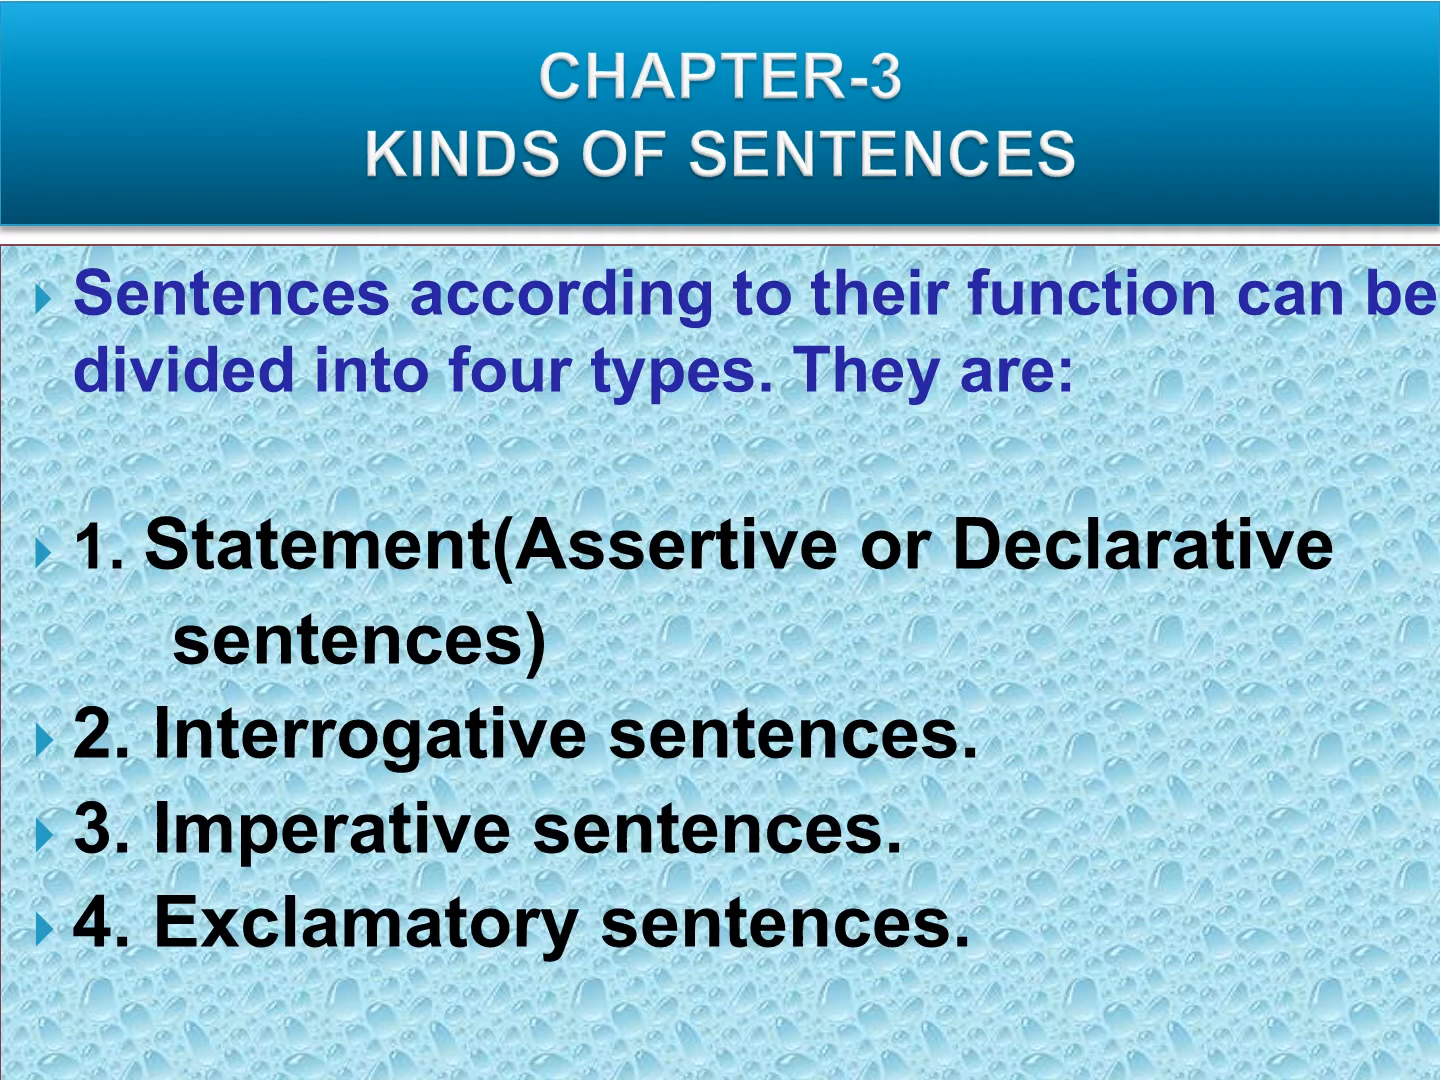 CHAPTER-3
KINDS OF SENTENCES
Sentences according to their function can be
divided into four types. They are:
1. Statement(Assertive or Declarative
sentences)
2. Interrogative sentences.
3. Imperative sentences.
4. Exclamatory sentences.